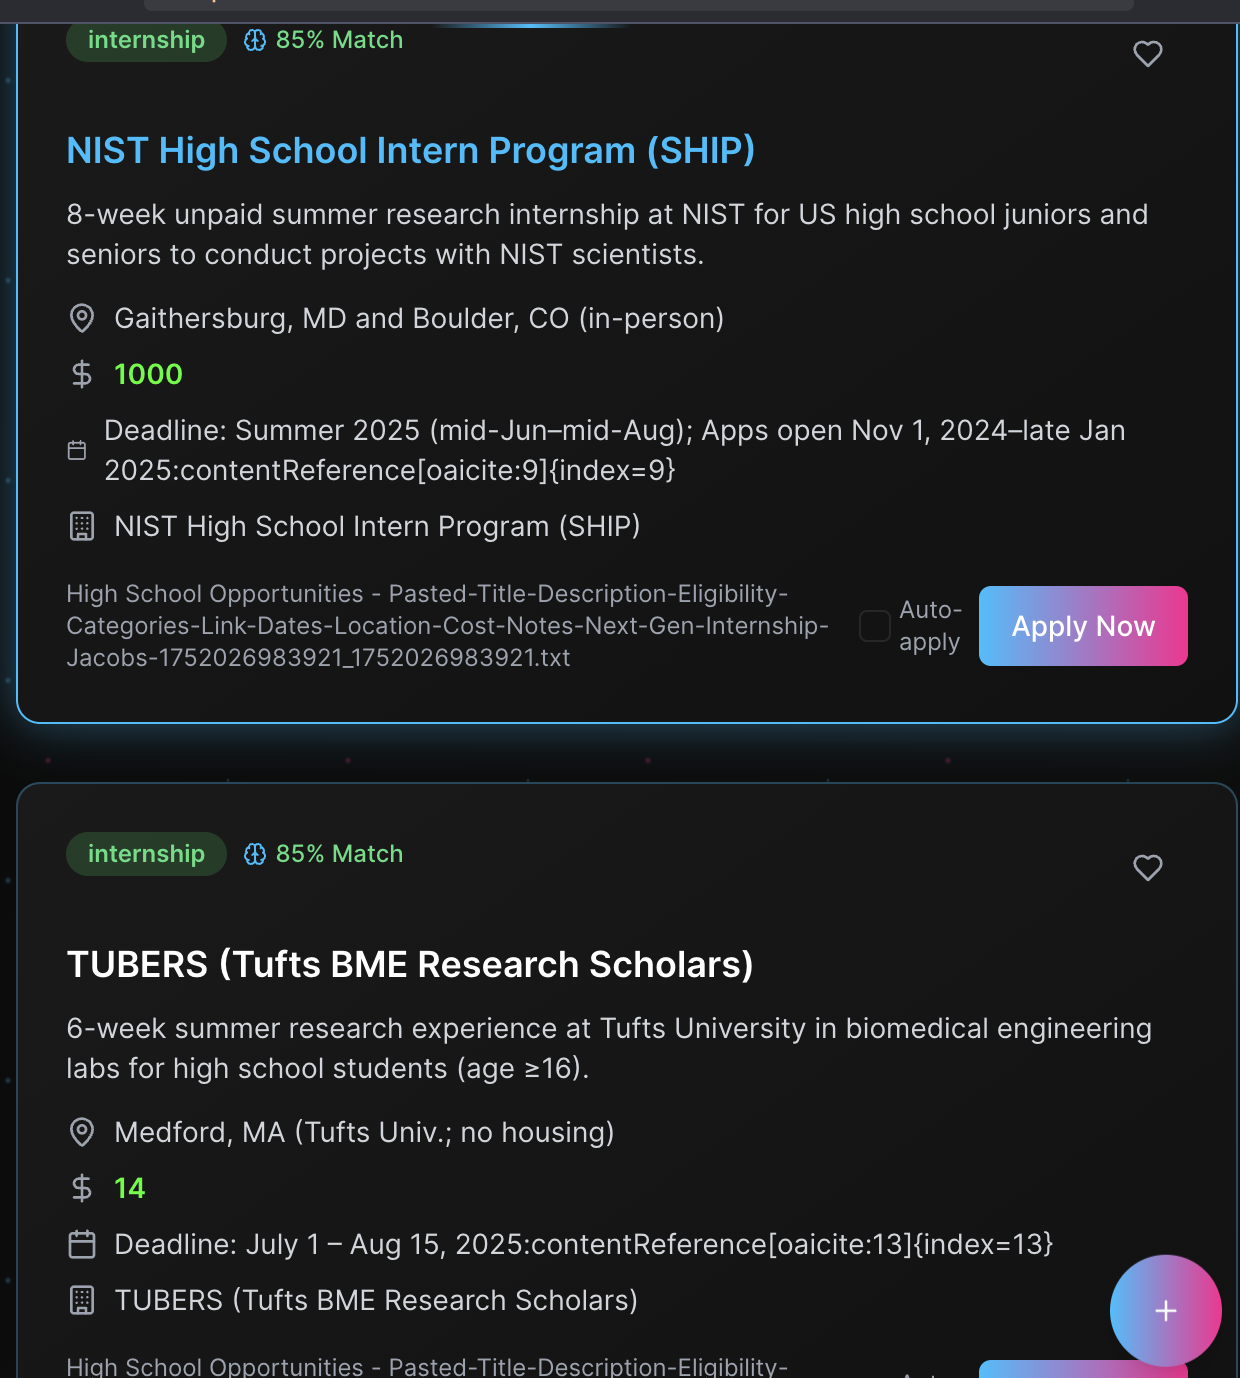 internship 85% Match
NIST High School Intern Program (SHIP)
8-week unpaid summer research internship at NIST for US high school juniors and
seniors to conduct projects with NIST scientists.
Gaithersburg, MD and Boulder, CO (in-person)
$ 1000
Deadline: Summer 2025 (mid-Jun–mid-Aug); Apps open Nov 1, 2024–late Jan
2025:contentReference[oaicite:9]{index=9}
NIST High School Intern Program (SHIP)
High School Opportunities - Pasted-Title-Description-Eligibility-
Categories-Link-Dates-Location-Cost-Notes-Next-Gen-Internship-
Jacobs-1752026983921_1752026983921.txt
Auto-
apply
Apply Now
internship 85% Match
TUBERS (Tufts BME Research Scholars)
6-week summer research experience at Tufts University in biomedical engineering
labs for high school students (age ≥16).
Medford, MA (Tufts Univ.; no housing)
$ 14
Deadline: July 1 – Aug 15, 2025:contentReference[oaicite:13]{index=13}
TUBERS (Tufts BME Research Scholars)
+
High School Opportunities - Pasted-Title-Description-Eligibility-